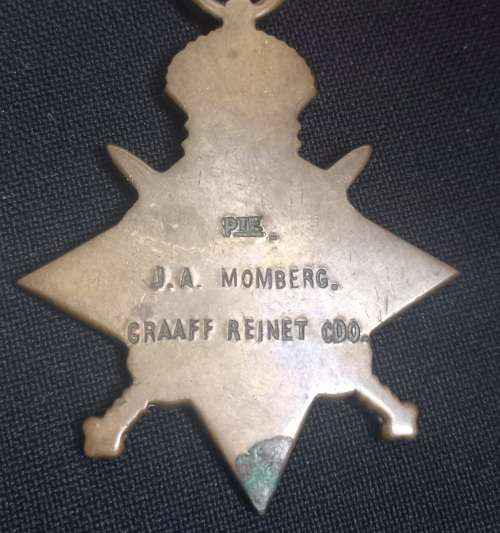 PTE.
J.A. MOMBERG.
GRAAFF REINET CDO.